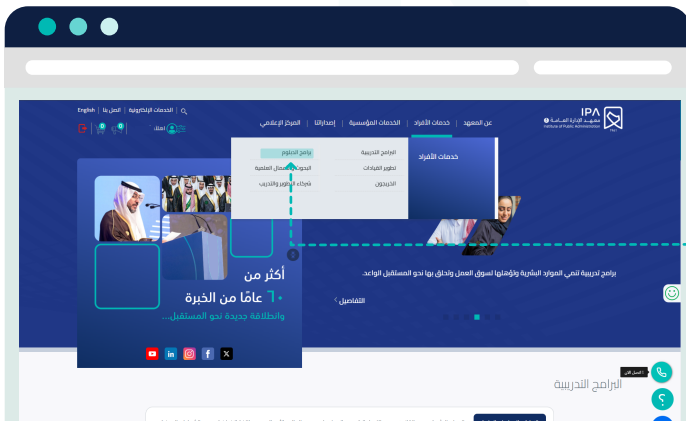 الخدمات الإلكترونية | اتصل بنا | English
IPA
معهد الإدارة العامة
Institute of Public Administration
عن المعهد | خدمات الأفراد | الخدمات المؤسسية | إصداراتنا | المركز الإعلامي
خدمات الأفراد
البرامج التدريبية
برامج الدبلوم
تطوير القيادات
البحوث والأعمال العلمية
الخريجون
شركاء التطوير والتدريب
أكثر من
٦٠ عامًا من الخبرة
وانطلاقة جديدة نحو المستقبل...
برامج تدريبية تنمي الموارد البشرية وتؤهلها لسوق العمل وتحلق بها نحو المستقبل الواعد.
التفاصيل
اتصل الآن
البرامج التدريبية